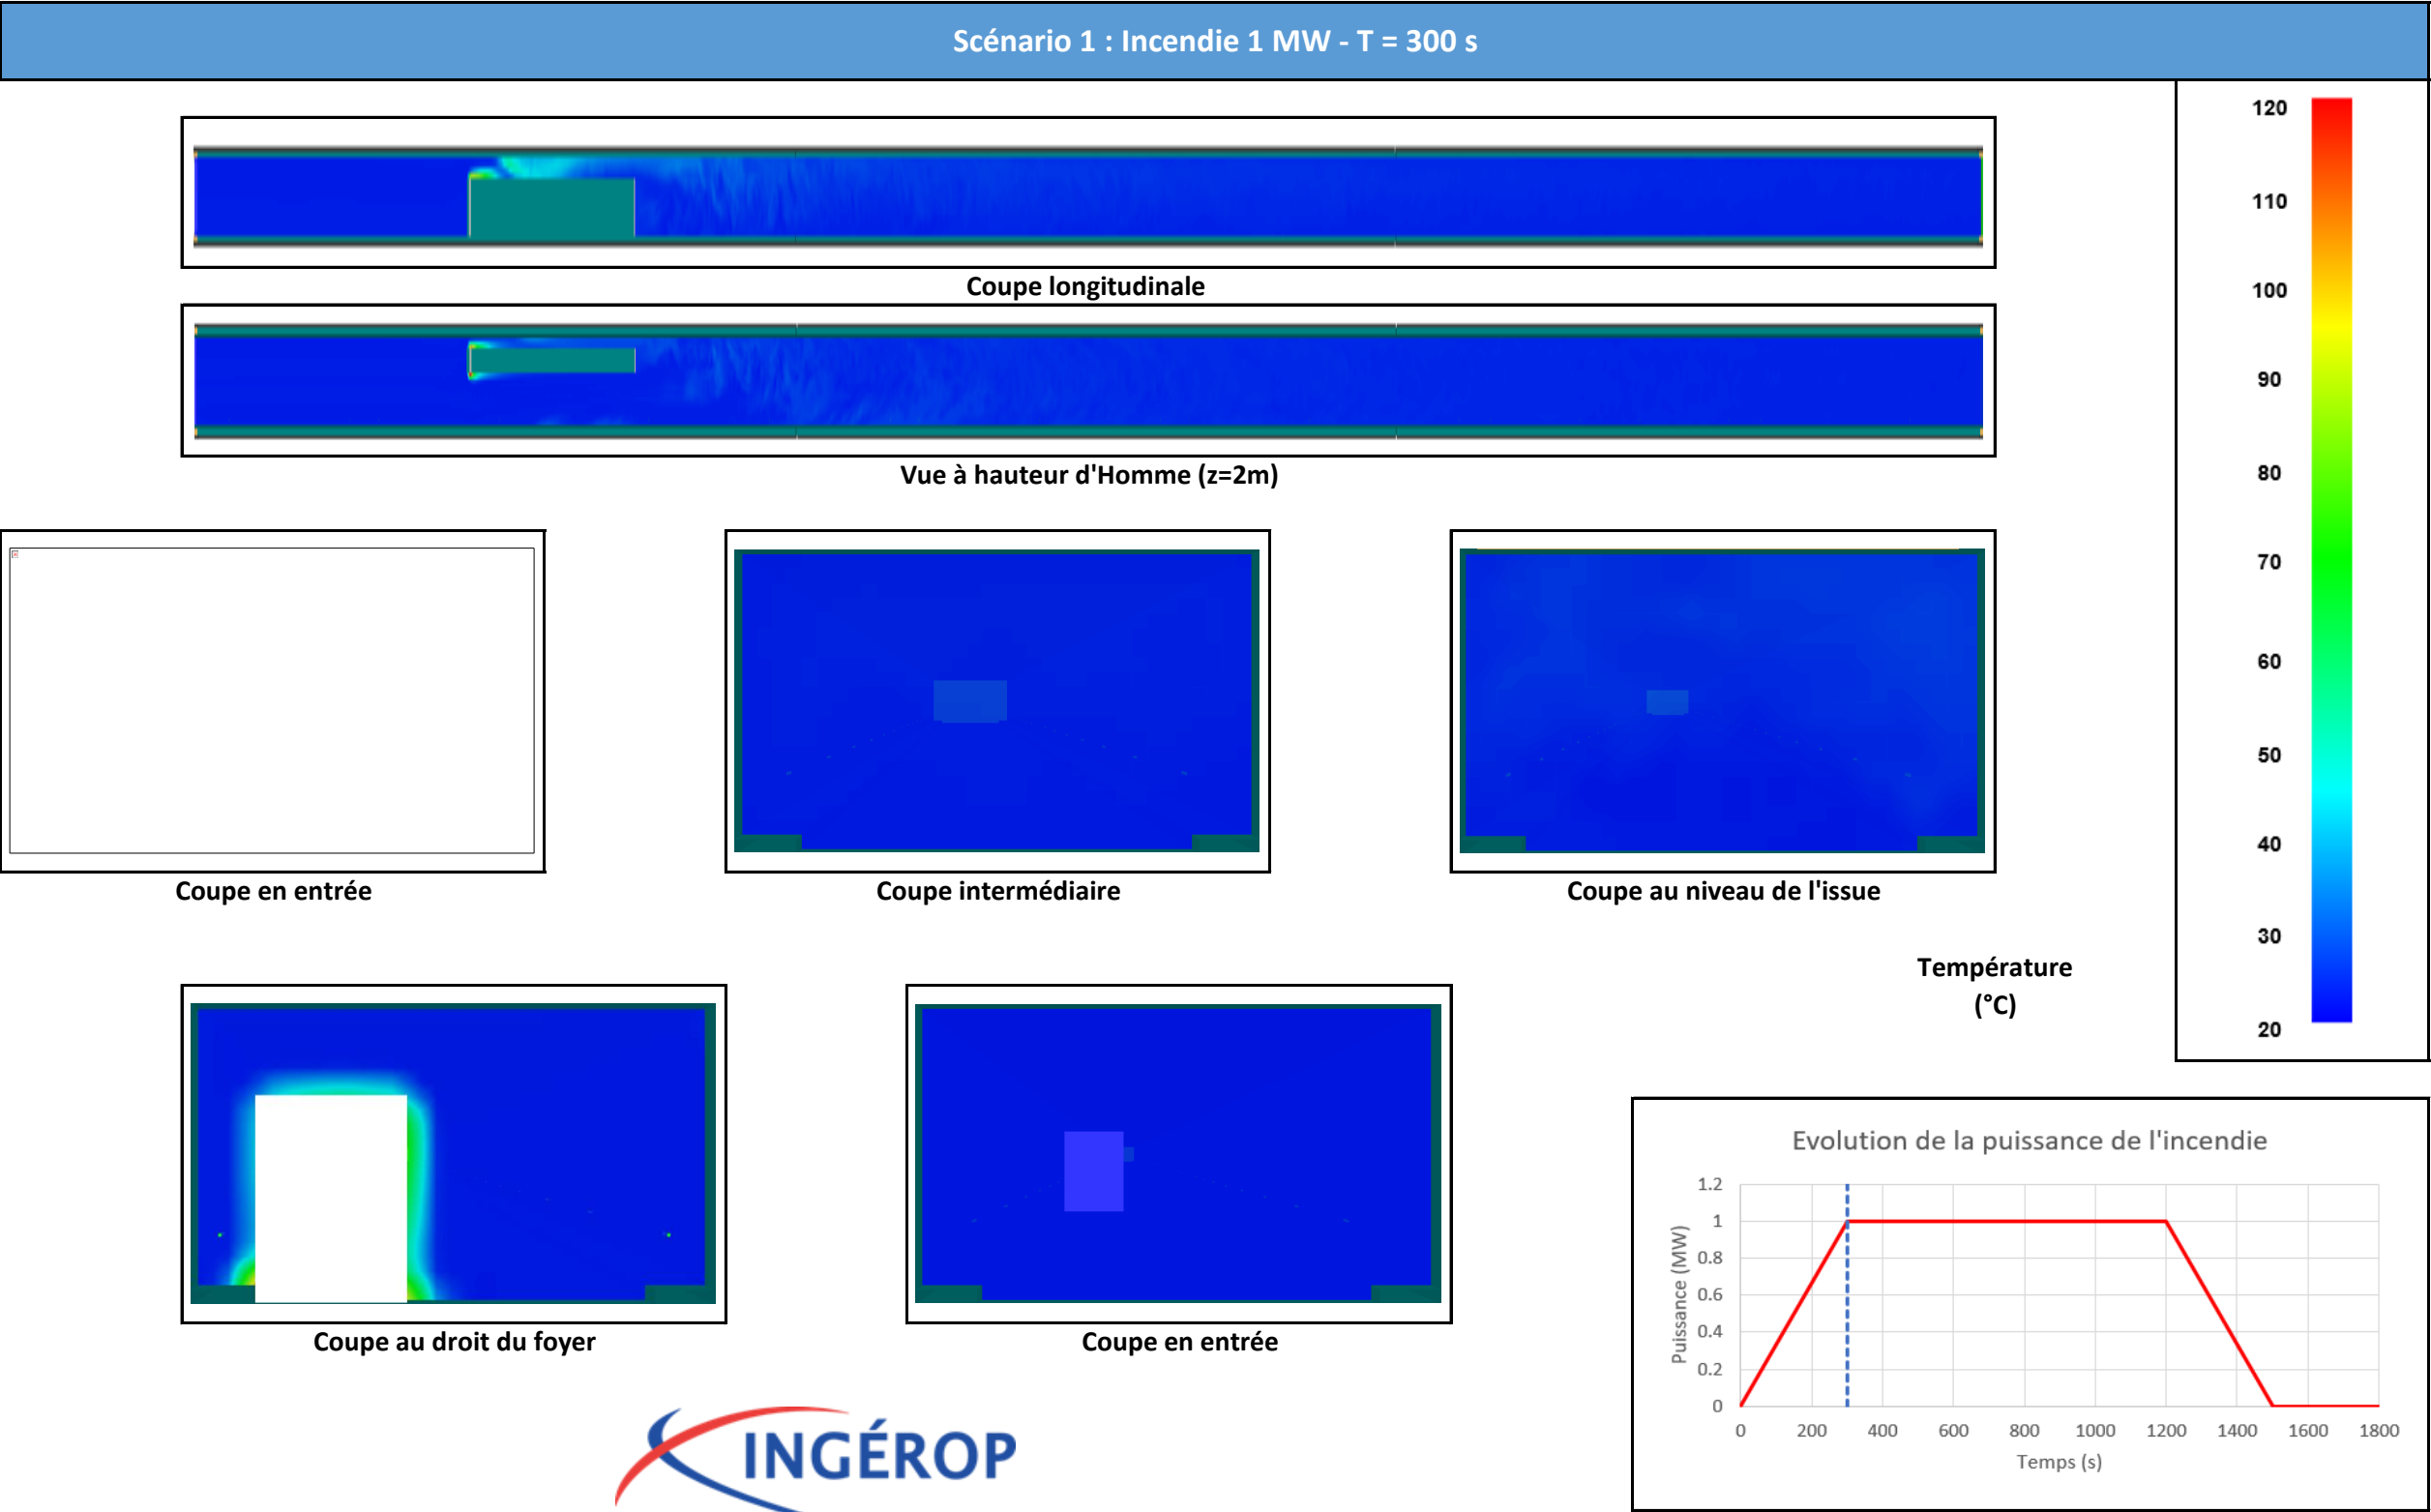 Scénario 1 : Incendie 1 MW - T = 300 s
Coupe longitudinale
Vue à hauteur d'Homme (z=2m)
Coupe en entrée
Coupe intermédiaire
Coupe au niveau de l'issue
120
110
100
90
80
70
60
50
40
30
20
Température
(°C)
Coupe au droit du foyer
Coupe en entrée
Evolution de la puissance de l'incendie
Puissance (MW)
1.2
1
0.8
0.6
0.4
0.2
0
0 200 400 600 800 1000 1200 1400 1600 1800
Temps (s)
INGÉROP